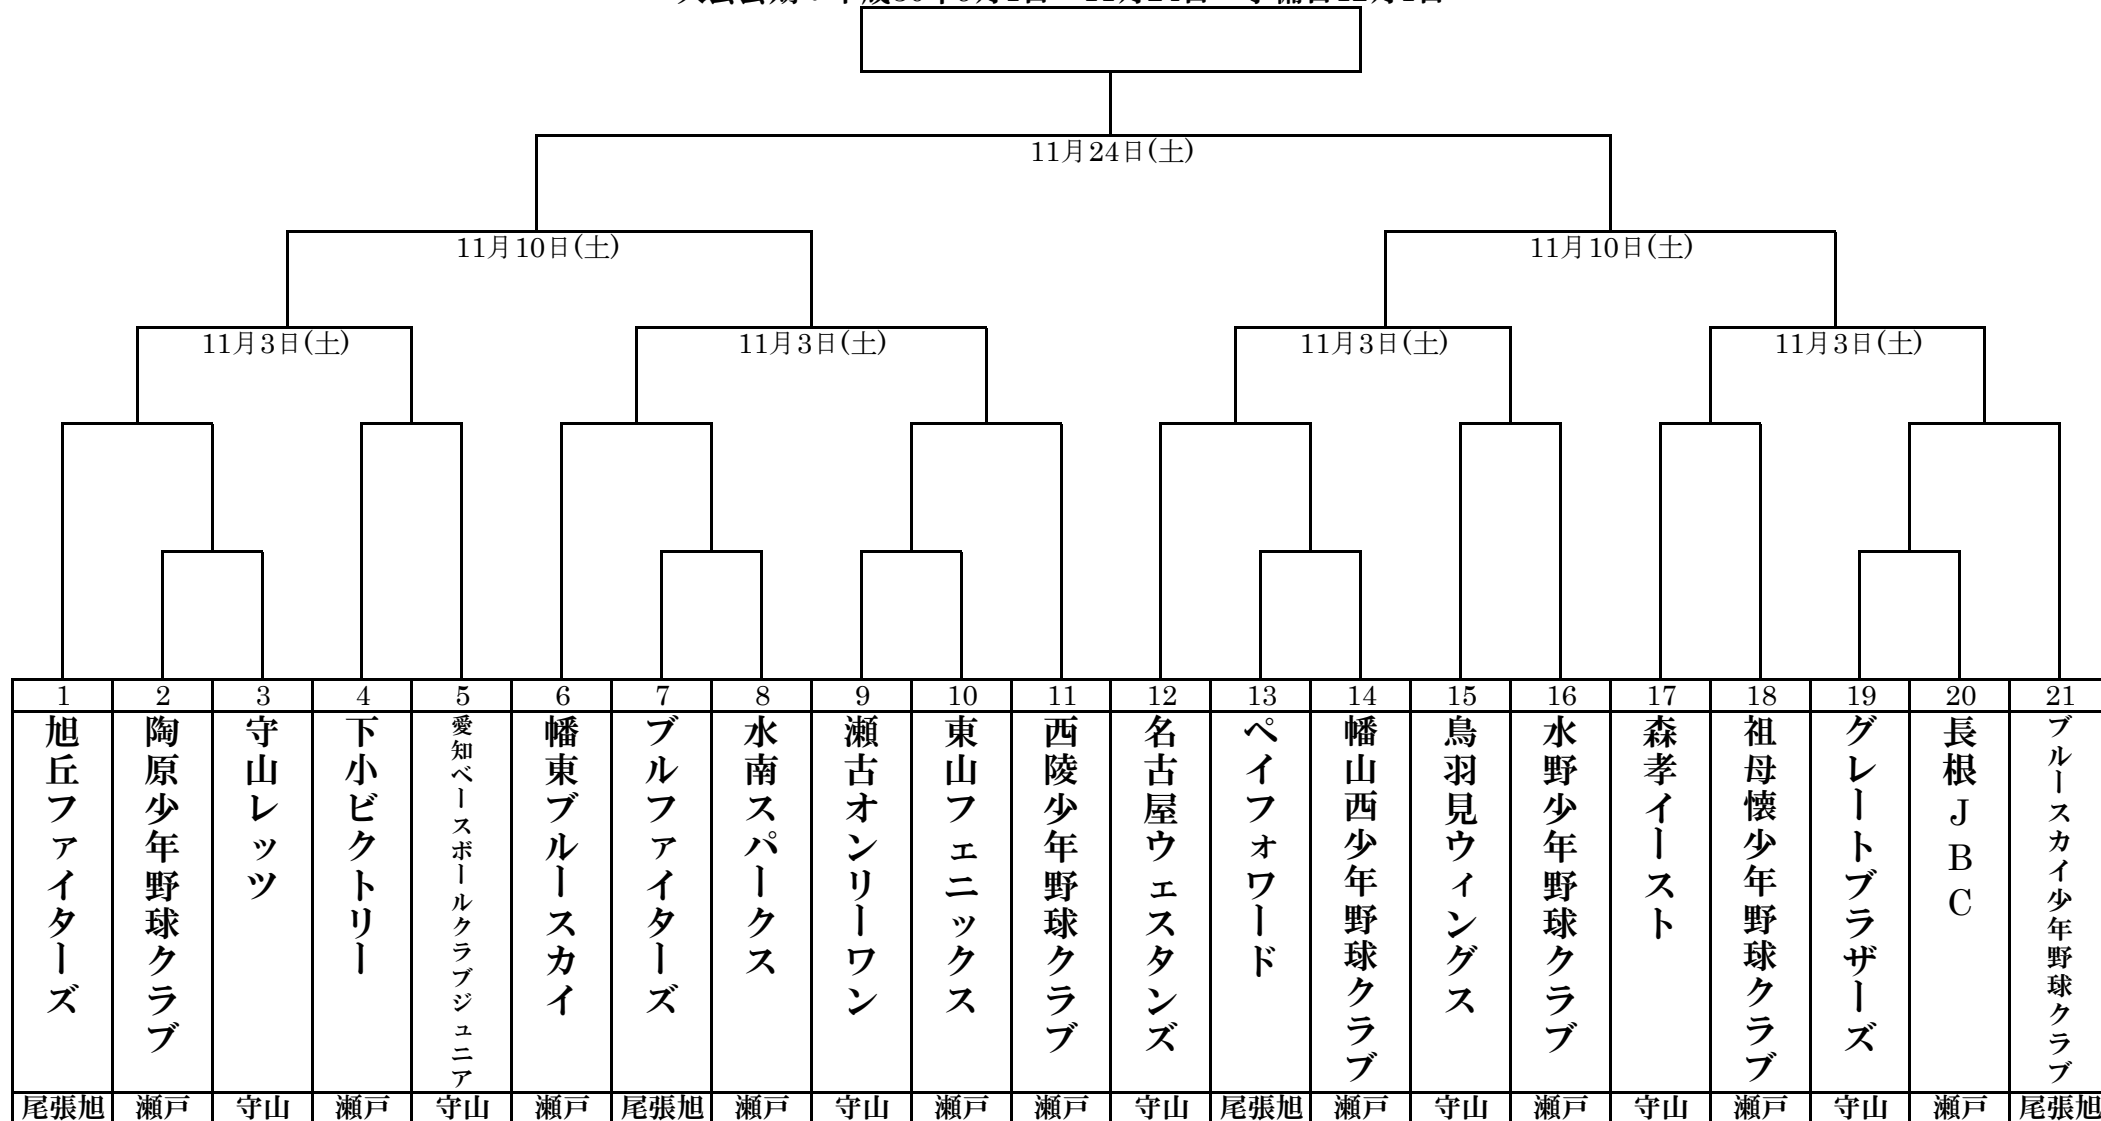 11月24日(土)
11月10日(土)
11月10日(土)
11月3日(土)
11月3日(土)
11月3日(土)
11月3日(土)
1 2 3 4 5 6 7 8 9 10 11 12 13 14 15 16 17 18 19 20 21
旭丘ファイターズ
陶原少年野球クラブ
守山レッツ
下小ビクトリー
愛知ベースボールクラブジュニア
幡東ブルースカイ
ブルファイターズ
水南スパークス
瀬古オンリーワン
東山フェニックス
西陵少年野球クラブ
名古屋ウェスタンズ
ペイフォワード
幡山西少年野球クラブ
鳥羽見ウィングス
水野少年野球クラブ
森孝イースト
祖母懐少年野球クラブ
グレートブラザーズ
長根JBC
ブルースカイ少年野球クラブ
尾張旭 瀬戸 守山 瀬戸 守山 瀬戸 尾張旭 瀬戸 守山 瀬戸 瀬戸 守山 尾張旭 瀬戸 守山 瀬戸 守山 瀬戸 守山 瀬戸 尾張旭